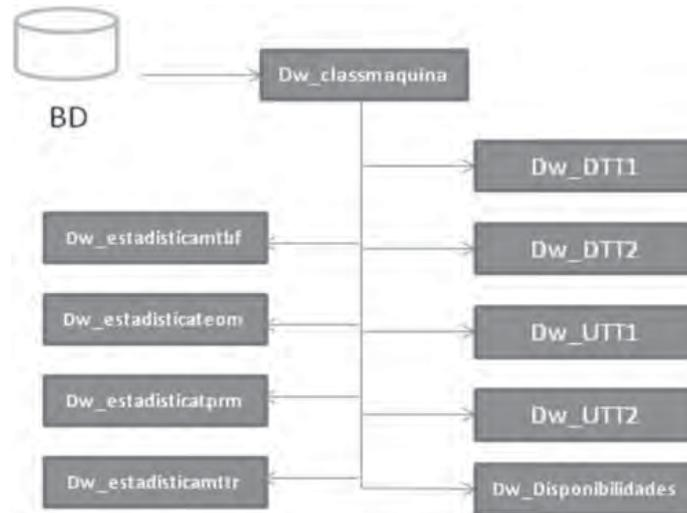 BD
Dw_classmaquina
Dw_DTT1
Dw_estadisticamtbf
Dw_DTT2
Dw_estadisticateom
Dw_UTT1
Dw_estadisticatprm
Dw_UTT2
Dw_estadisticamttr
Dw_Disponibilidades